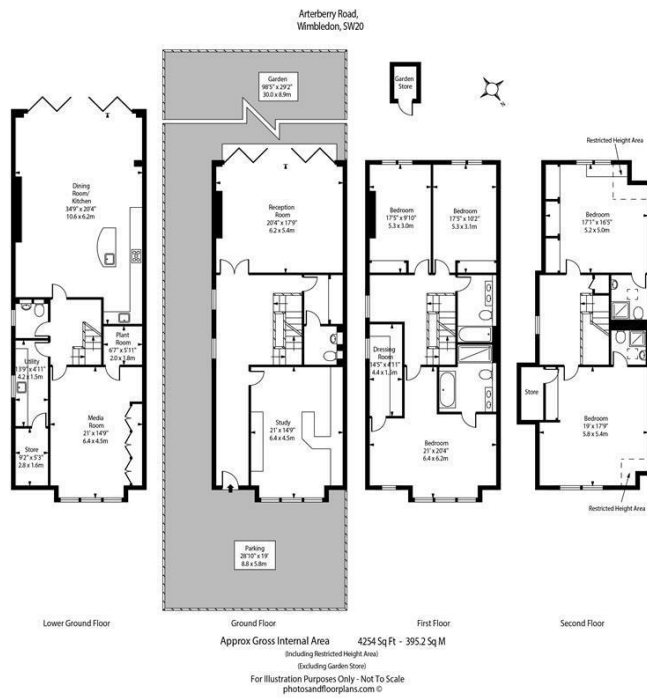 Arterberry Road,
Wimbledon, SW20
Garden
98'5" x 29'2"
30.0 x 8.9m
Garden
Store
N
Dining
Room/
Kitchen
34'9" x 20'4"
10.6 x 6.2m
Plant
Room
6'7" x 5'11"
2.0 x 1.8m
Utility
13'9" x 4'11"
4.2 x 1.5m
Media
Room
21' x 14'9"
6.4 x 4.5m
Store
9'2" x 5'3"
2.8 x 1.6m
Reception
Room
20'4" x 17'9"
6.2 x 5.4m
Study
21' x 14'9"
6.4 x 4.5m
Parking
28'10" x 19'
8.8 x 5.8m
Bedroom
17'5" x 9'10"
5.3 x 3.0m
Bedroom
17'5" x 10'2"
5.3 x 3.1m
Dressing
Room
14'5" x 4'11"
4.4 x 1.5m
Bedroom
21' x 20'4"
6.4 x 6.2m
Restricted Height Area
Bedroom
17'1" x 16'5"
5.2 x 5.0m
Store
Bedroom
19' x 17'9"
5.8 x 5.4m
Restricted Height Area
Lower Ground Floor
Ground Floor
First Floor
Second Floor
Approx Gross Internal Area 4254 Sq Ft - 395.2 Sq M
(Including Restricted Height Area)
(Excluding Garden Store)
For Illustration Purposes Only - Not To Scale
photosandfloorplans.com ©